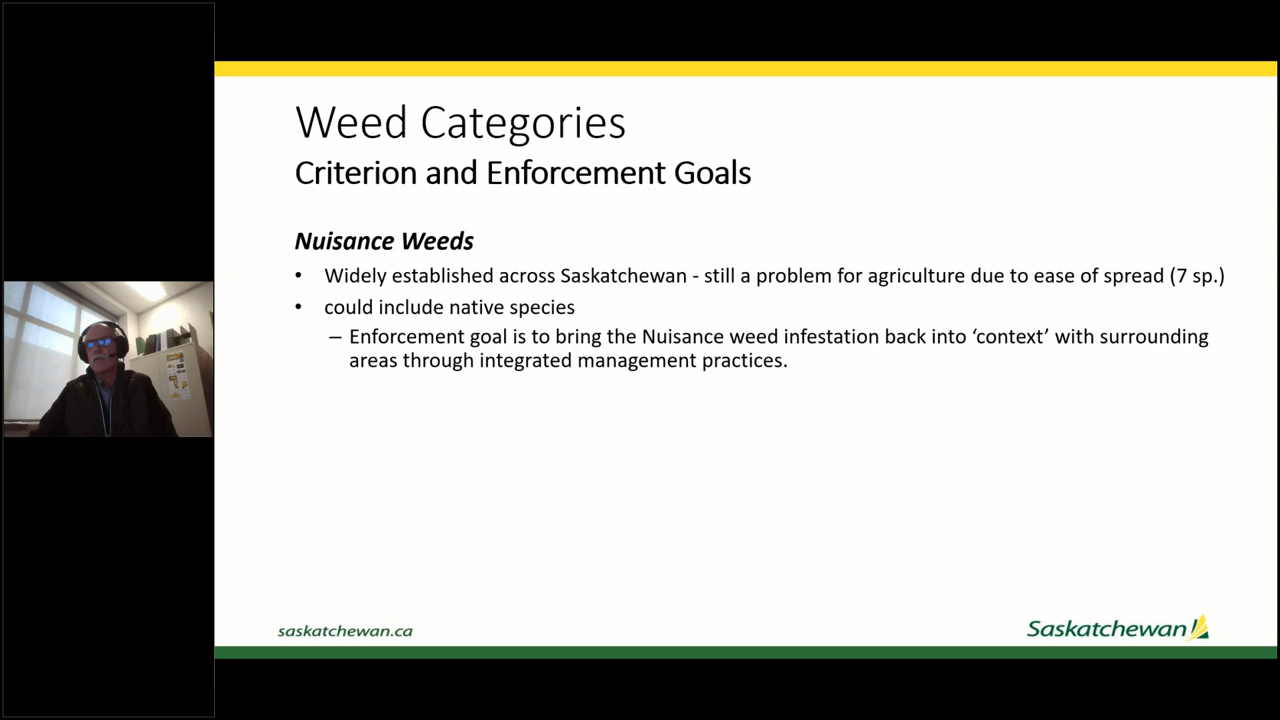 Weed Categories
Criterion and Enforcement Goals
Nuisance Weeds
• Widely established across Saskatchewan - still a problem for agriculture due to ease of spread (7 sp.)
• could include native species
– Enforcement goal is to bring the Nuisance weed infestation back into ‘context’ with surrounding
areas through integrated management practices.
saskatchewan.ca
Saskatchewan